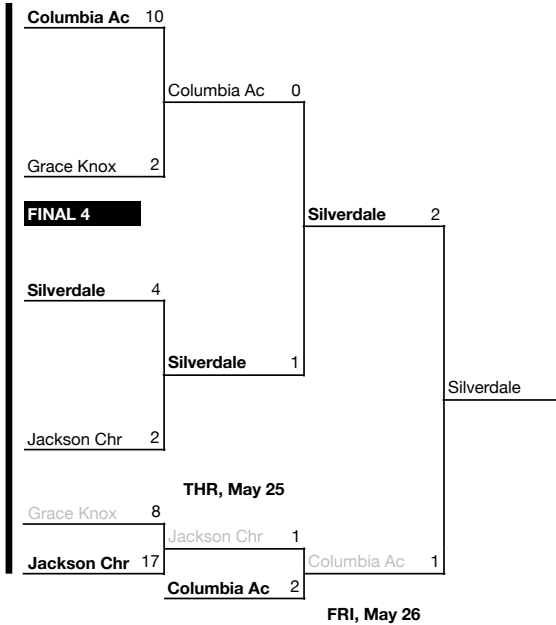 Columbia Ac 10
Columbia Ac 0
Grace Knox 2
FINAL 4
Silverdale 2
Silverdale 4
Silverdale 1
Silverdale
Jackson Chr 2
THR, May 25
Grace Knox 8
Jackson Chr 1
Jackson Chr 17
Columbia Ac 1
Columbia Ac 2
FRI, May 26